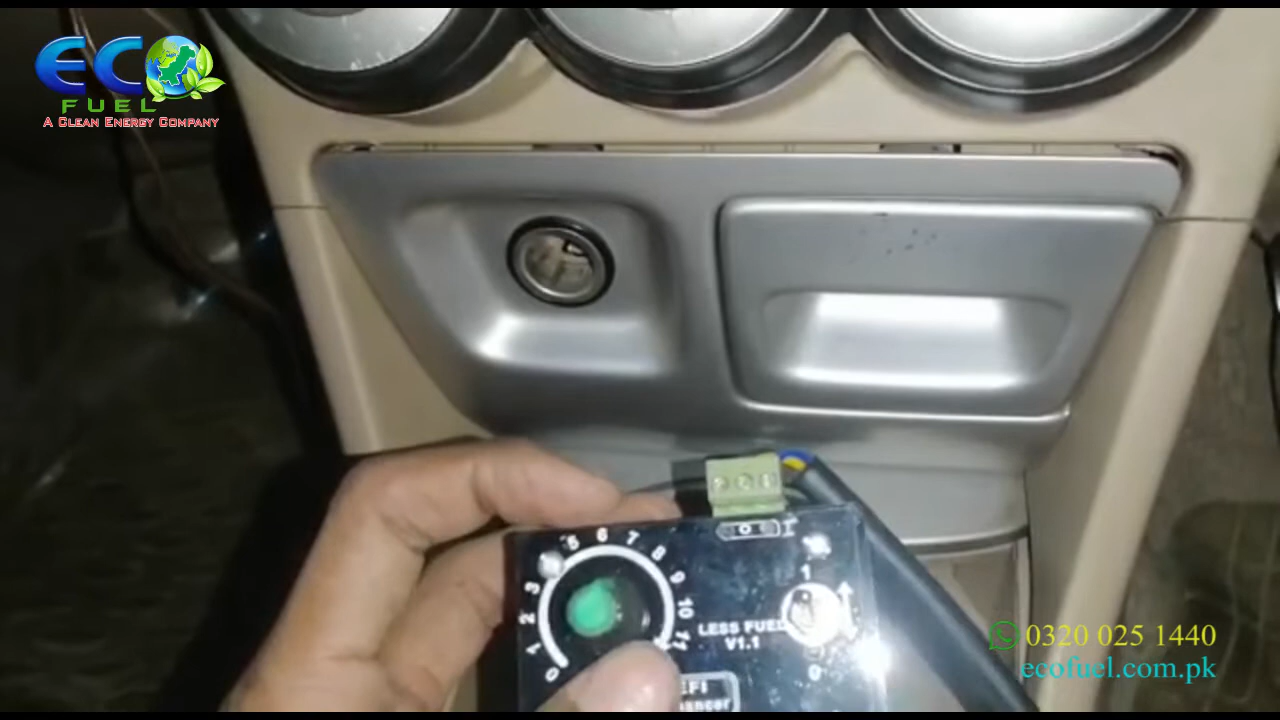 ECO
FUEL
A CLEAN ENERGY COMPANY
0 1 2 3 5 6 7 8 9 10 11
I O I
1
LESS FUEL
V1.1
0
EFI
0320 025 1440
ecofuel.com.pk